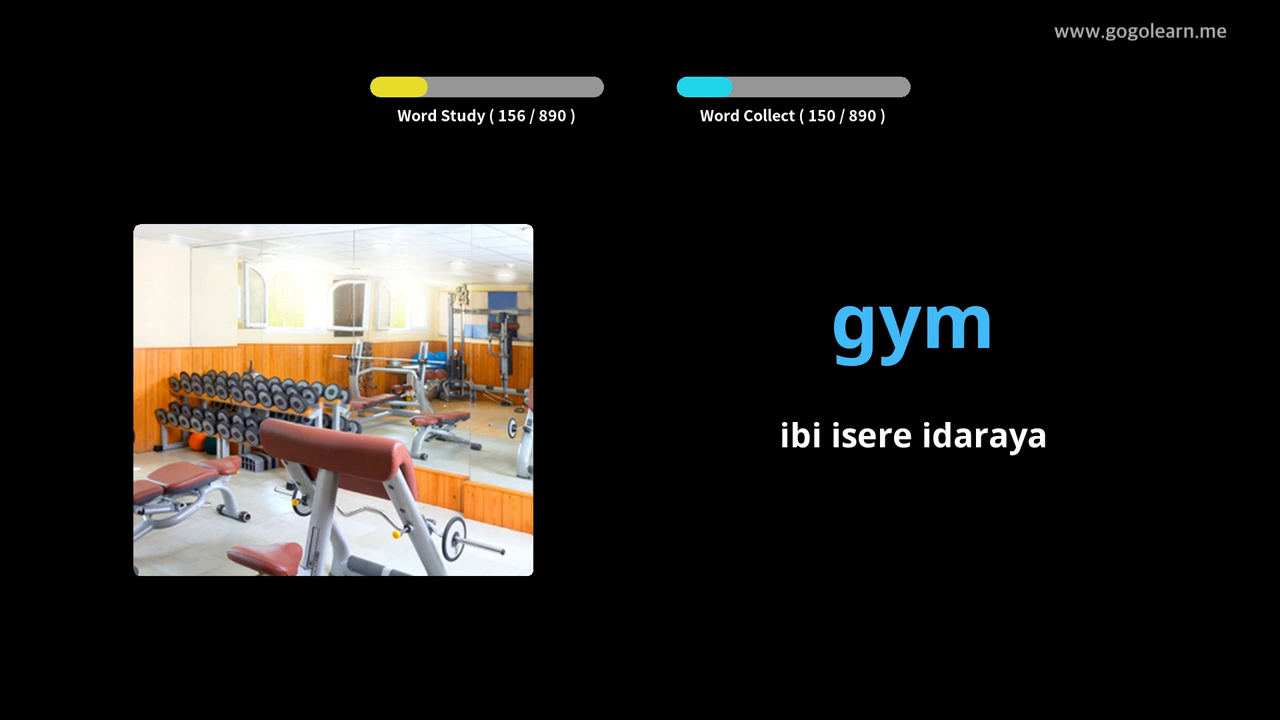 www.gogolearn.me
Word Study ( 156 / 890 )
Word Collect ( 150 / 890 )
gym
ibi isere idaraya